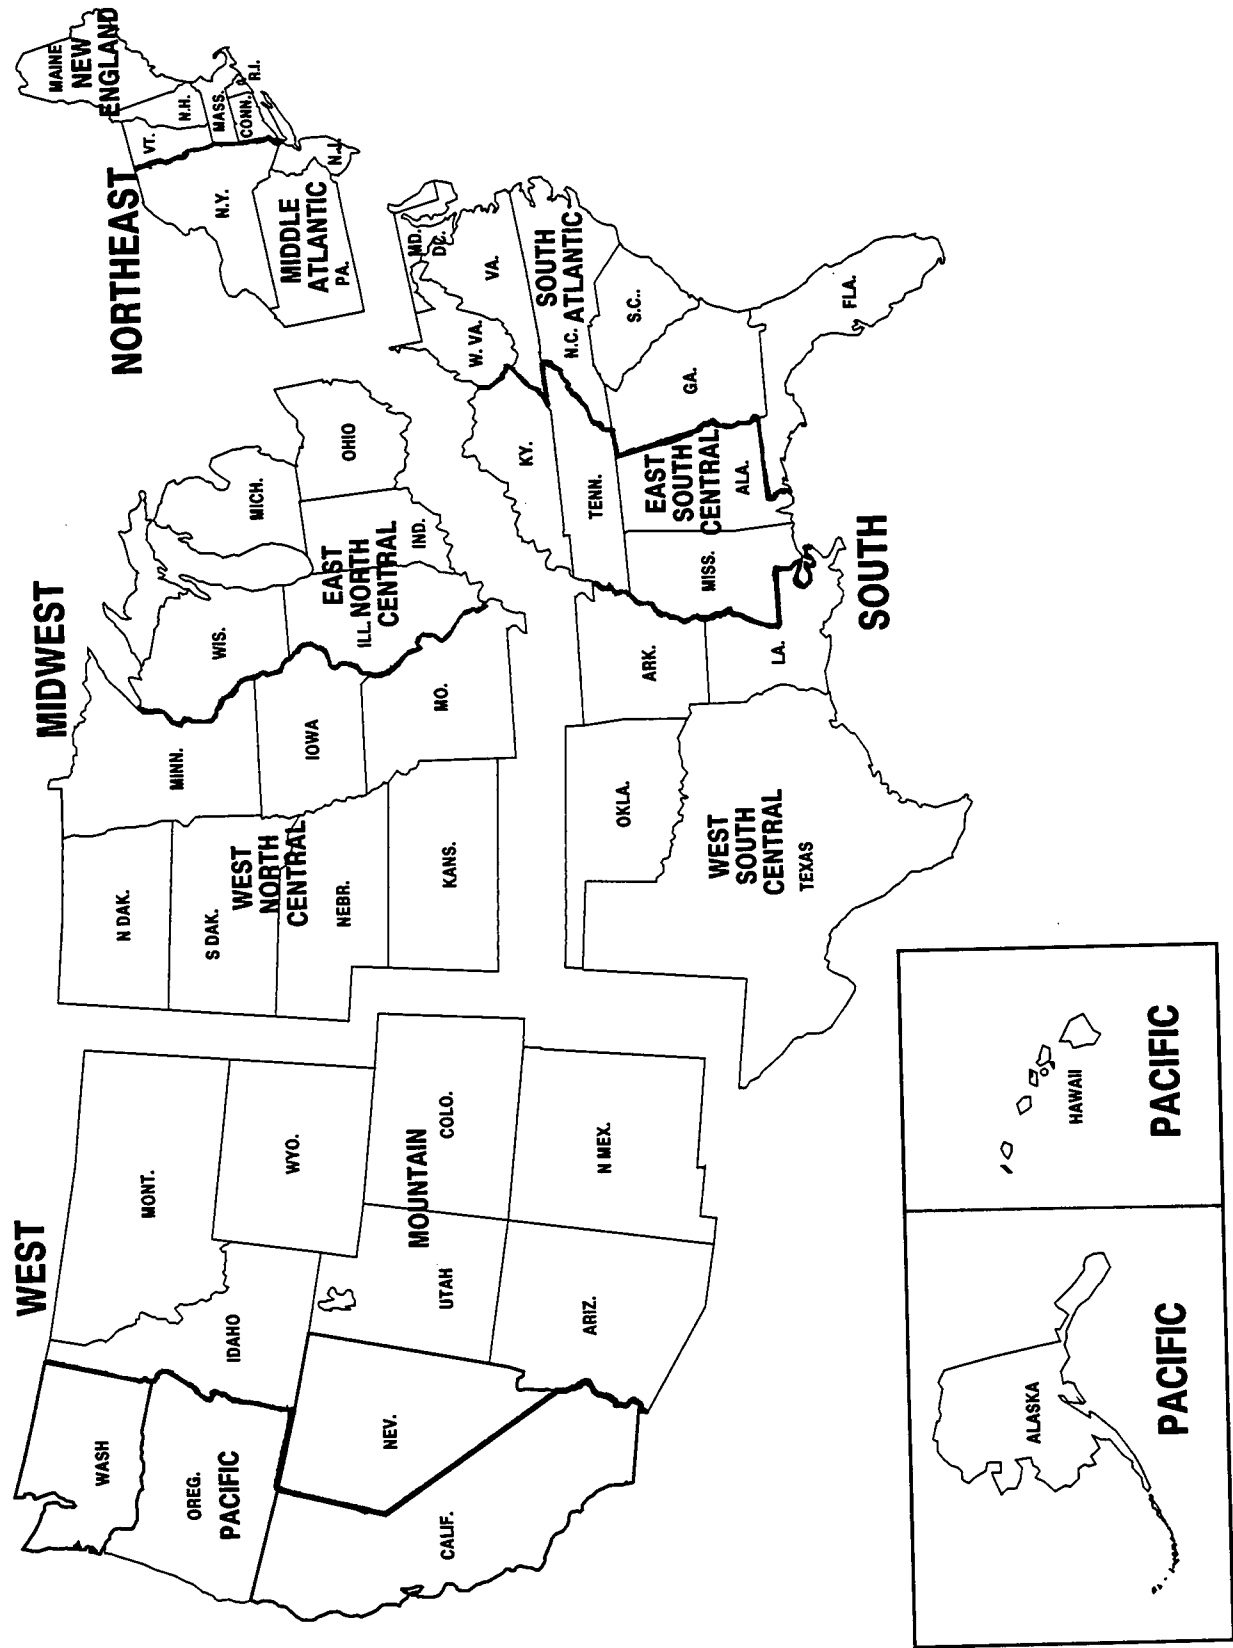 WEST
MIDWEST
NORTHEAST
SOUTH
WASH
OREG.
PACIFIC
CALIF.
NEV.
IDAHO
MONT.
WYO.
MOUNTAIN
UTAH
COLO.
ARIZ.
N MEX.
N DAK.
S DAK.
WEST
NORTH
CENTRAL
NEBR.
KANS.
MINN.
IOWA
MO.
WIS.
EAST
NORTH
CENTRAL
ILL.
IND.
MICH.
OHIO
MAINE
NEW
ENGLAND
VT.
N.H.
MASS.
CONN.
R.I.
N.Y.
MIDDLE
ATLANTIC
PA.
N.J.
MD.
DC.
W. VA.
VA.
SOUTH
ATLANTIC
N.C.
S.C..
GA.
FLA.
KY.
TENN.
EAST
SOUTH
CENTRAL
ALA.
MISS.
ARK.
LA.
OKLA.
WEST
SOUTH
CENTRAL
TEXAS
ALASKA
PACIFIC
HAWAII
PACIFIC